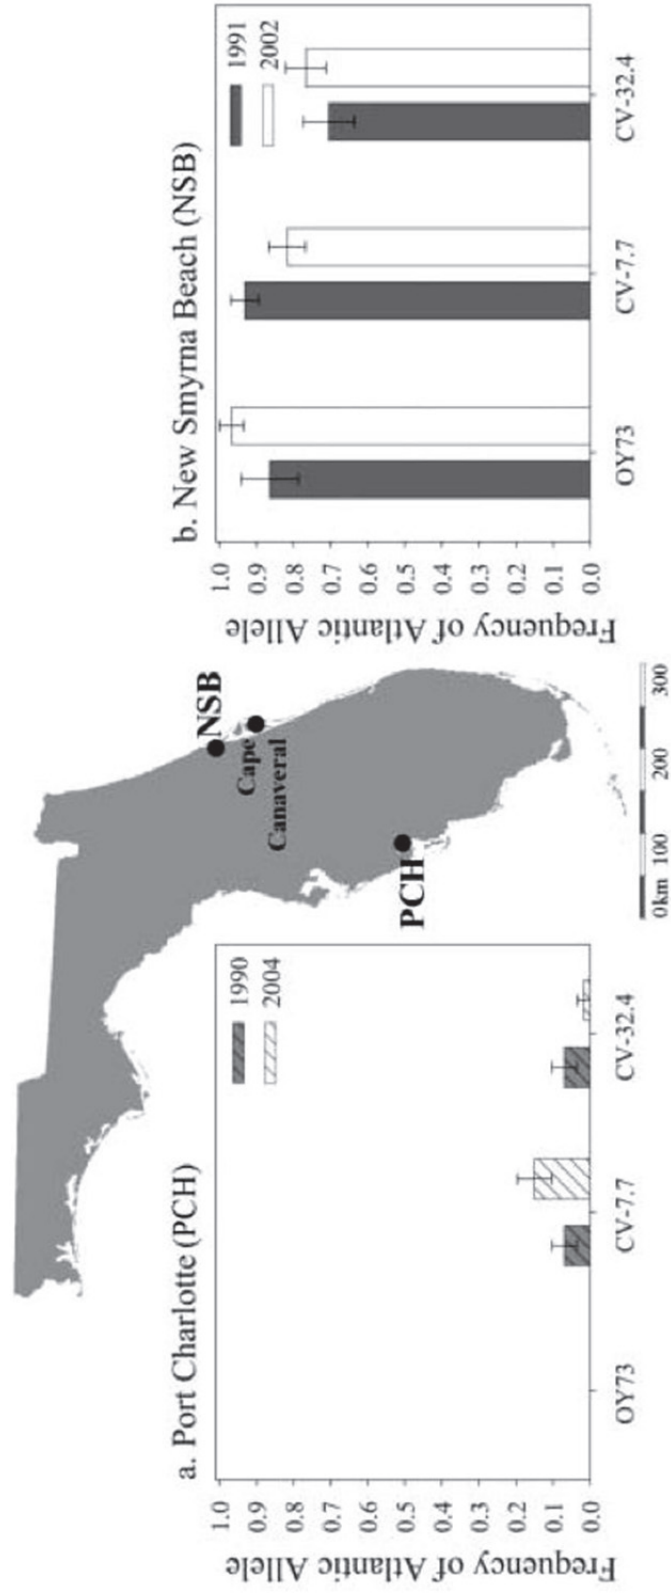 a. Port Charlotte (PCH)
Frequency of Atlantic Allele
1.0
0.9
0.8
0.7
0.6
0.5
0.4
0.3
0.2
0.1
0.0
1990
2004
OY73
CV-7.7
CV-32.4
NSB
Cape
Canaveral
PCH
0km 100 200 300
b. New Smyrna Beach (NSB)
Frequency of Atlantic Allele
1.0
0.9
0.8
0.7
0.6
0.5
0.4
0.3
0.2
0.1
0.0
1991
2002
OY73
CV-7.7
CV-32.4